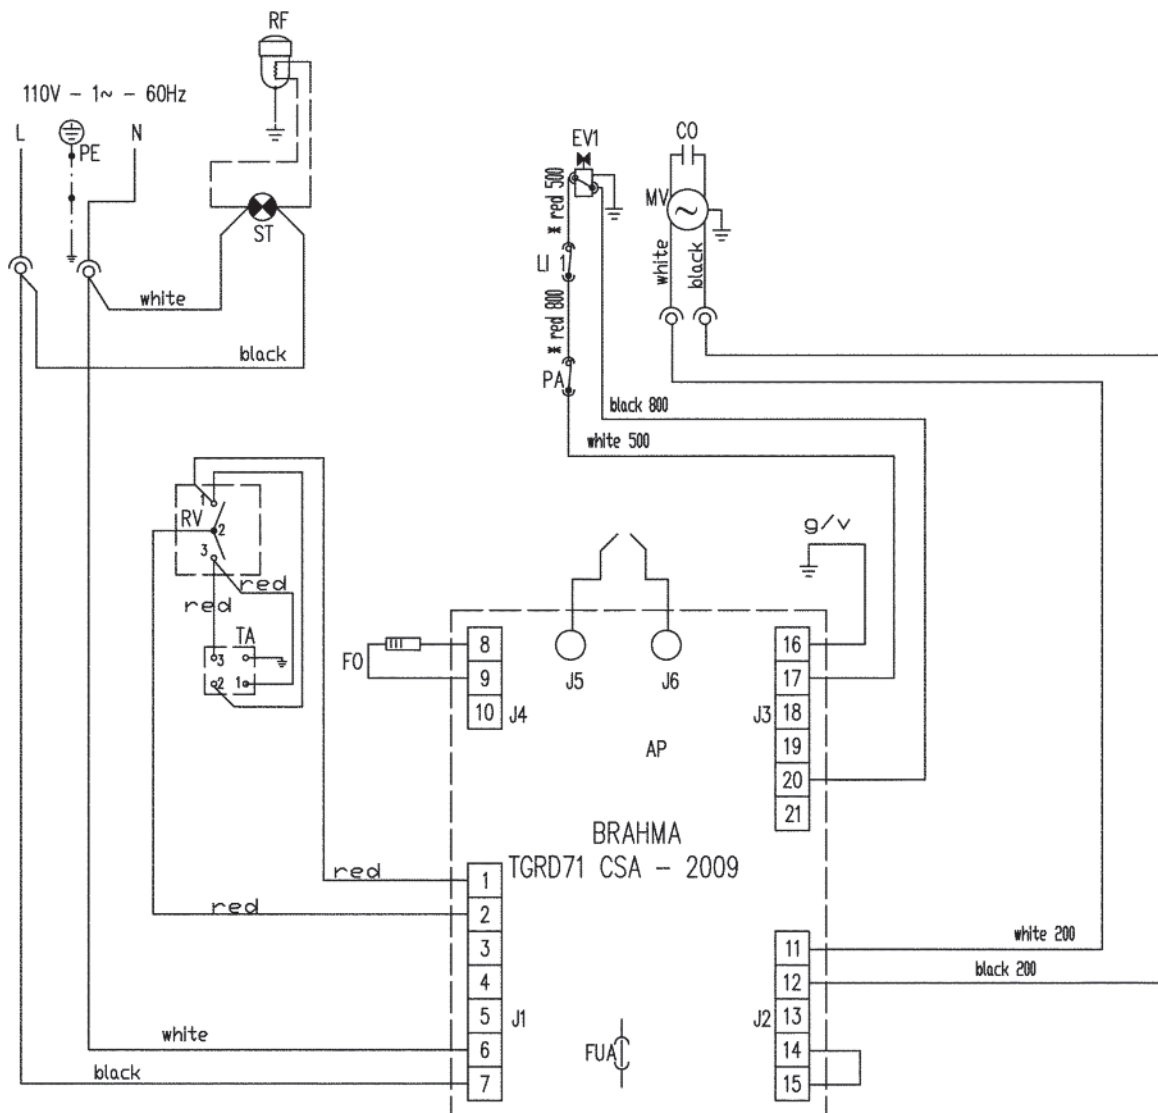 RF
110V - 1~ - 60Hz
L
PE
N
ST
white
black
EV1
CO
MV
* red 500
LI 1
* red 800
PA
white
black
black 800
white 500
RV
1
2
3
red
red
TA
3
2
1
g/v
FO
8
9
10
J4
J5
J6
AP
16
17
18
19
20
21
J3
BRAHMA
TGRD71 CSA - 2009
red
red
1
2
3
4
5
6
7
J1
white
black
FUA
11
12
13
14
15
J2
white 200
black 200